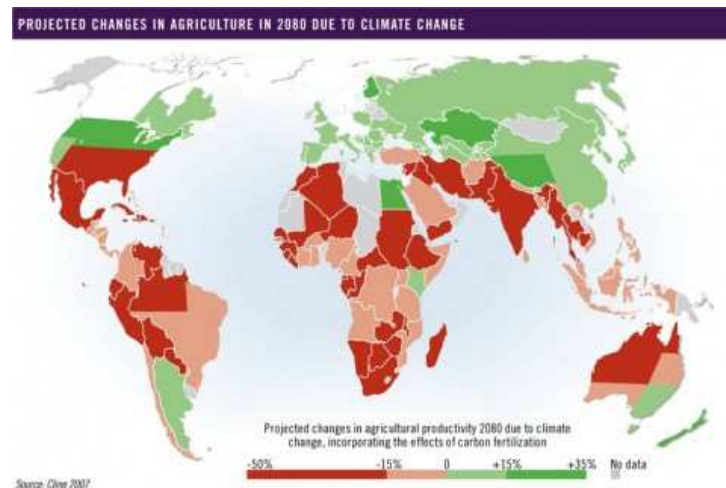 PROJECTED CHANGES IN AGRICULTURE IN 2080 DUE TO CLIMATE CHANGE
Projected changes in agricultural productivity 2080 due to climate
change, incorporating the effects of carbon fertilization
-50% -15% 0 +15% +35% No data
Source: Cline 2007